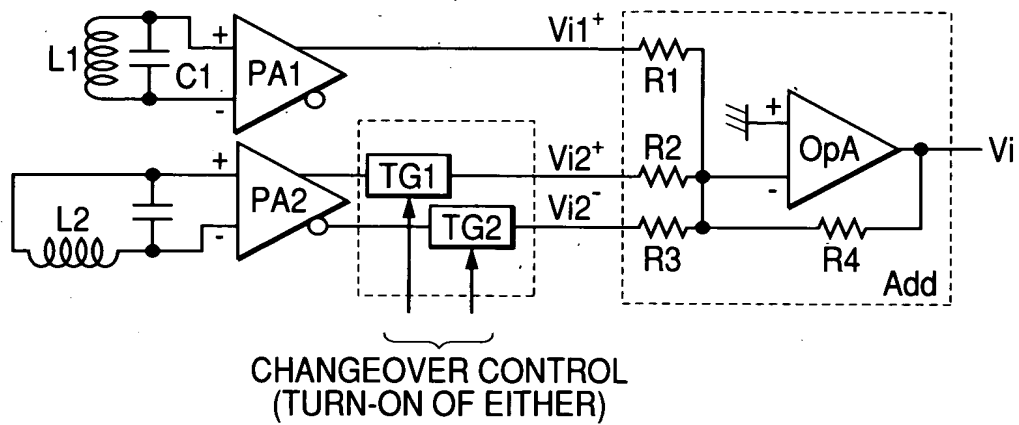 L1
C1
+
-
PA1
Vi1+
R1
L2
+
-
PA2
TG1
TG2
Vi2+
Vi2-
R2
R3
+
-
OpA
R4
Add
Vi
CHANGEOVER CONTROL
(TURN-ON OF EITHER)